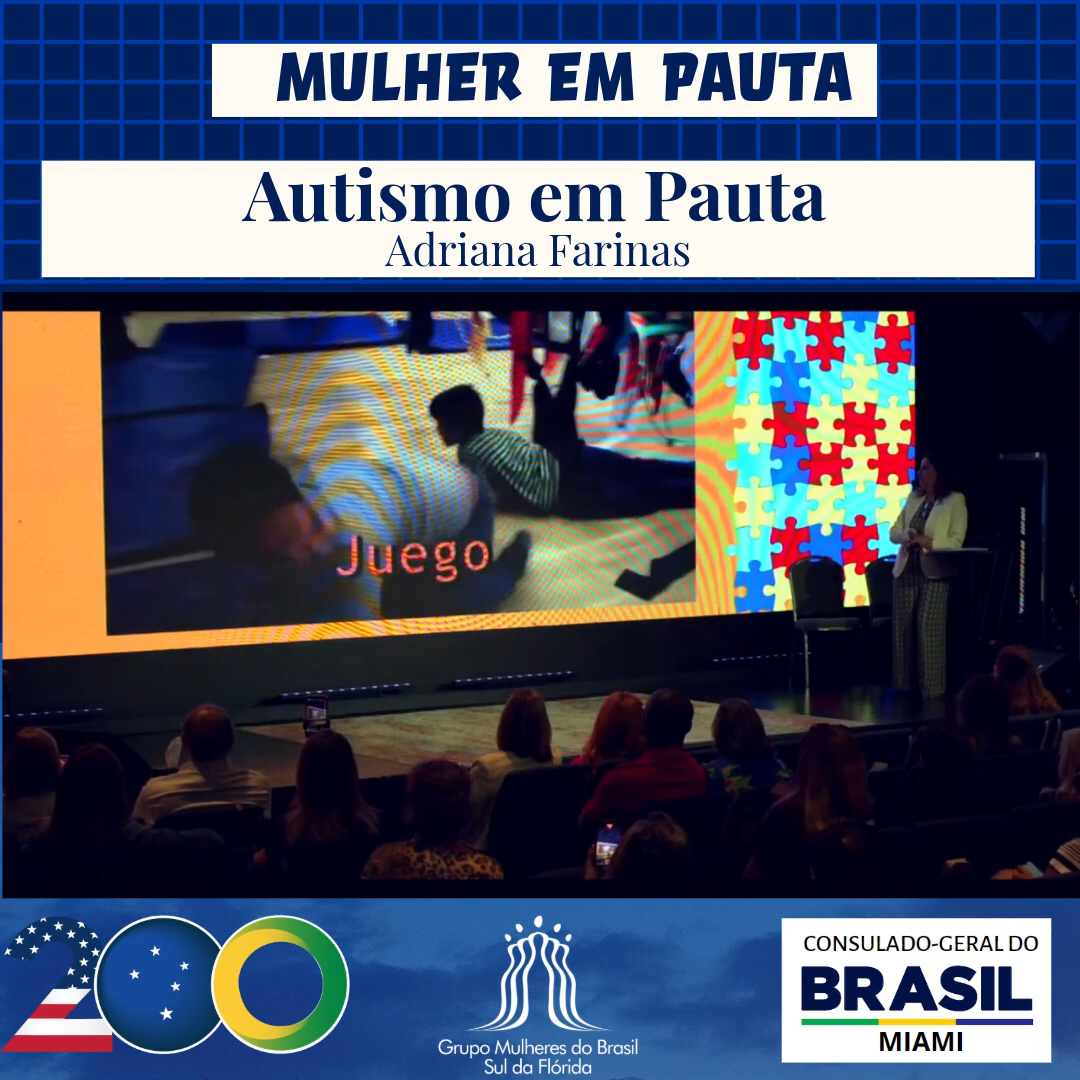 MULHER EM PAUTA
Autismo em Pauta
Adriana Farinas
Juego
200
Grupo Mulheres do Brasil
Sul da Flórida
CONSULADO-GERAL DO
BRASIL
MIAMI